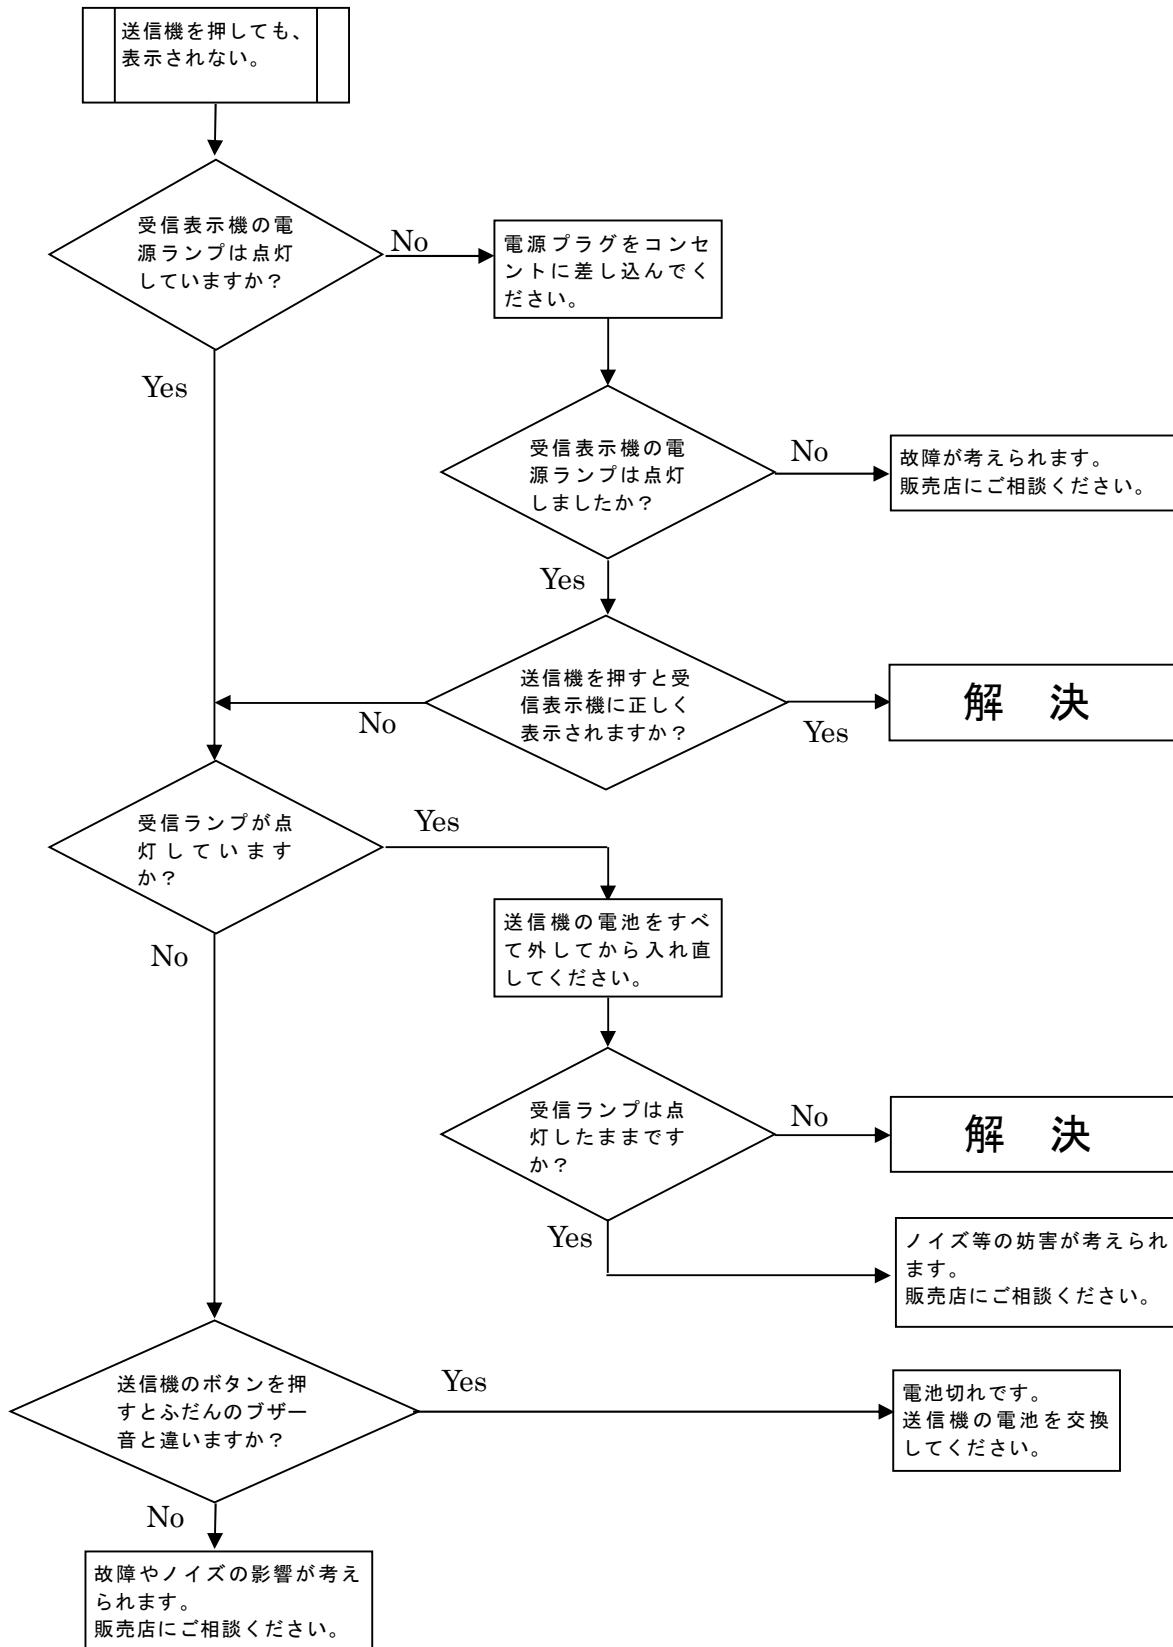 送信機を押しても、
表示されない。
受信表示機の電
源ランプは点灯
していますか？
No
電源プラグをコンセ
ントに差し込んでく
ださい。
Yes
受信表示機の電
源ランプは点灯
しましたか？
No
故障が考えられます。
販売店にご相談ください。
Yes
送信機を押すと受
信表示機に正しく
表示されますか？
No
Yes
解　決
受信ランプが点
灯しています
か？
Yes
No
送信機の電池をすべ
て外してから入れ直
してください。
受信ランプは点
灯したままです
か？
No
解　決
Yes
ノイズ等の妨害が考えられ
ます。
販売店にご相談ください。
送信機のボタンを押
すとふだんのブザー
音と違いますか？
Yes
電池切れです。
送信機の電池を交換
してください。
No
故障やノイズの影響が考え
られます。
販売店にご相談ください。